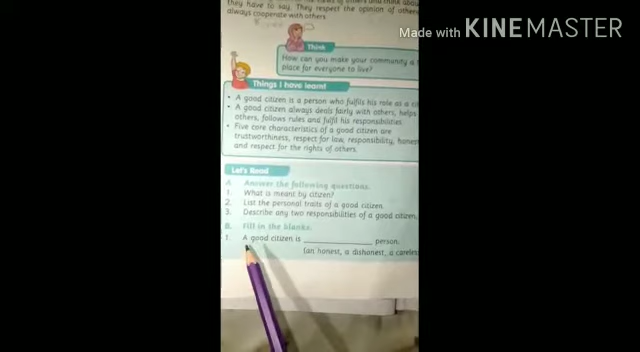 they have to say. They respect the opinion of others
always cooperate with others
Made with KINEMASTER
Think
How can you make your community a
place for everyone to live?
Things I have learnt
• A good citizen is a person who fulfils his role as a
• A good citizen always deals fairly with others, helps
others, follows rules and fulfil his responsibilities.
• Five core characteristics of a good citizen are
trustworthiness, respect for law, responsibility,
and respect for the rights of others.
Let's Read
A. Answer the following questions.
1. What is meant by citizen?
2. List the personal traits of a good citizen.
3. Describe any two responsibilities of a good citizen.
B. Fill in the blanks.
1. A good citizen is ____________ person.
(an honest, a dishonest, a